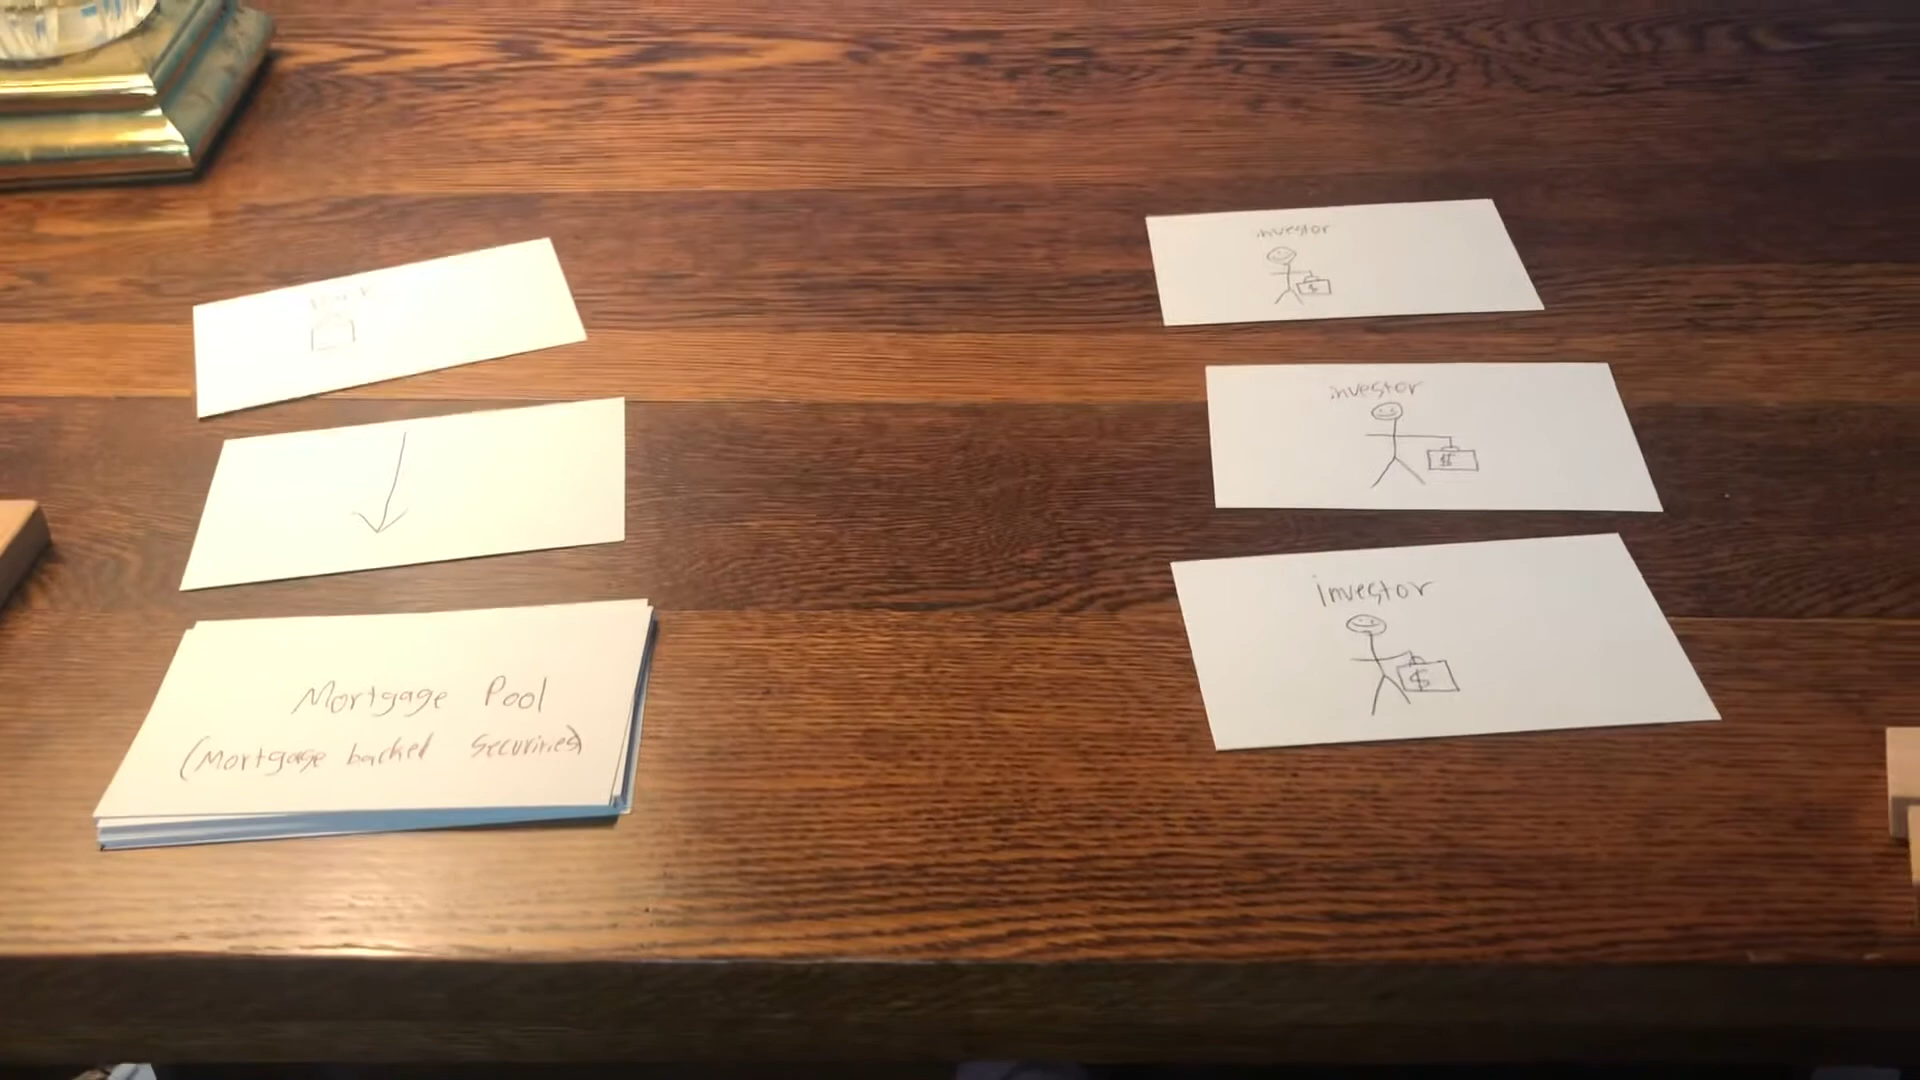 investor
$
investor
$
investor
$
Mortgage Pool
(Mortgage backed Securities)